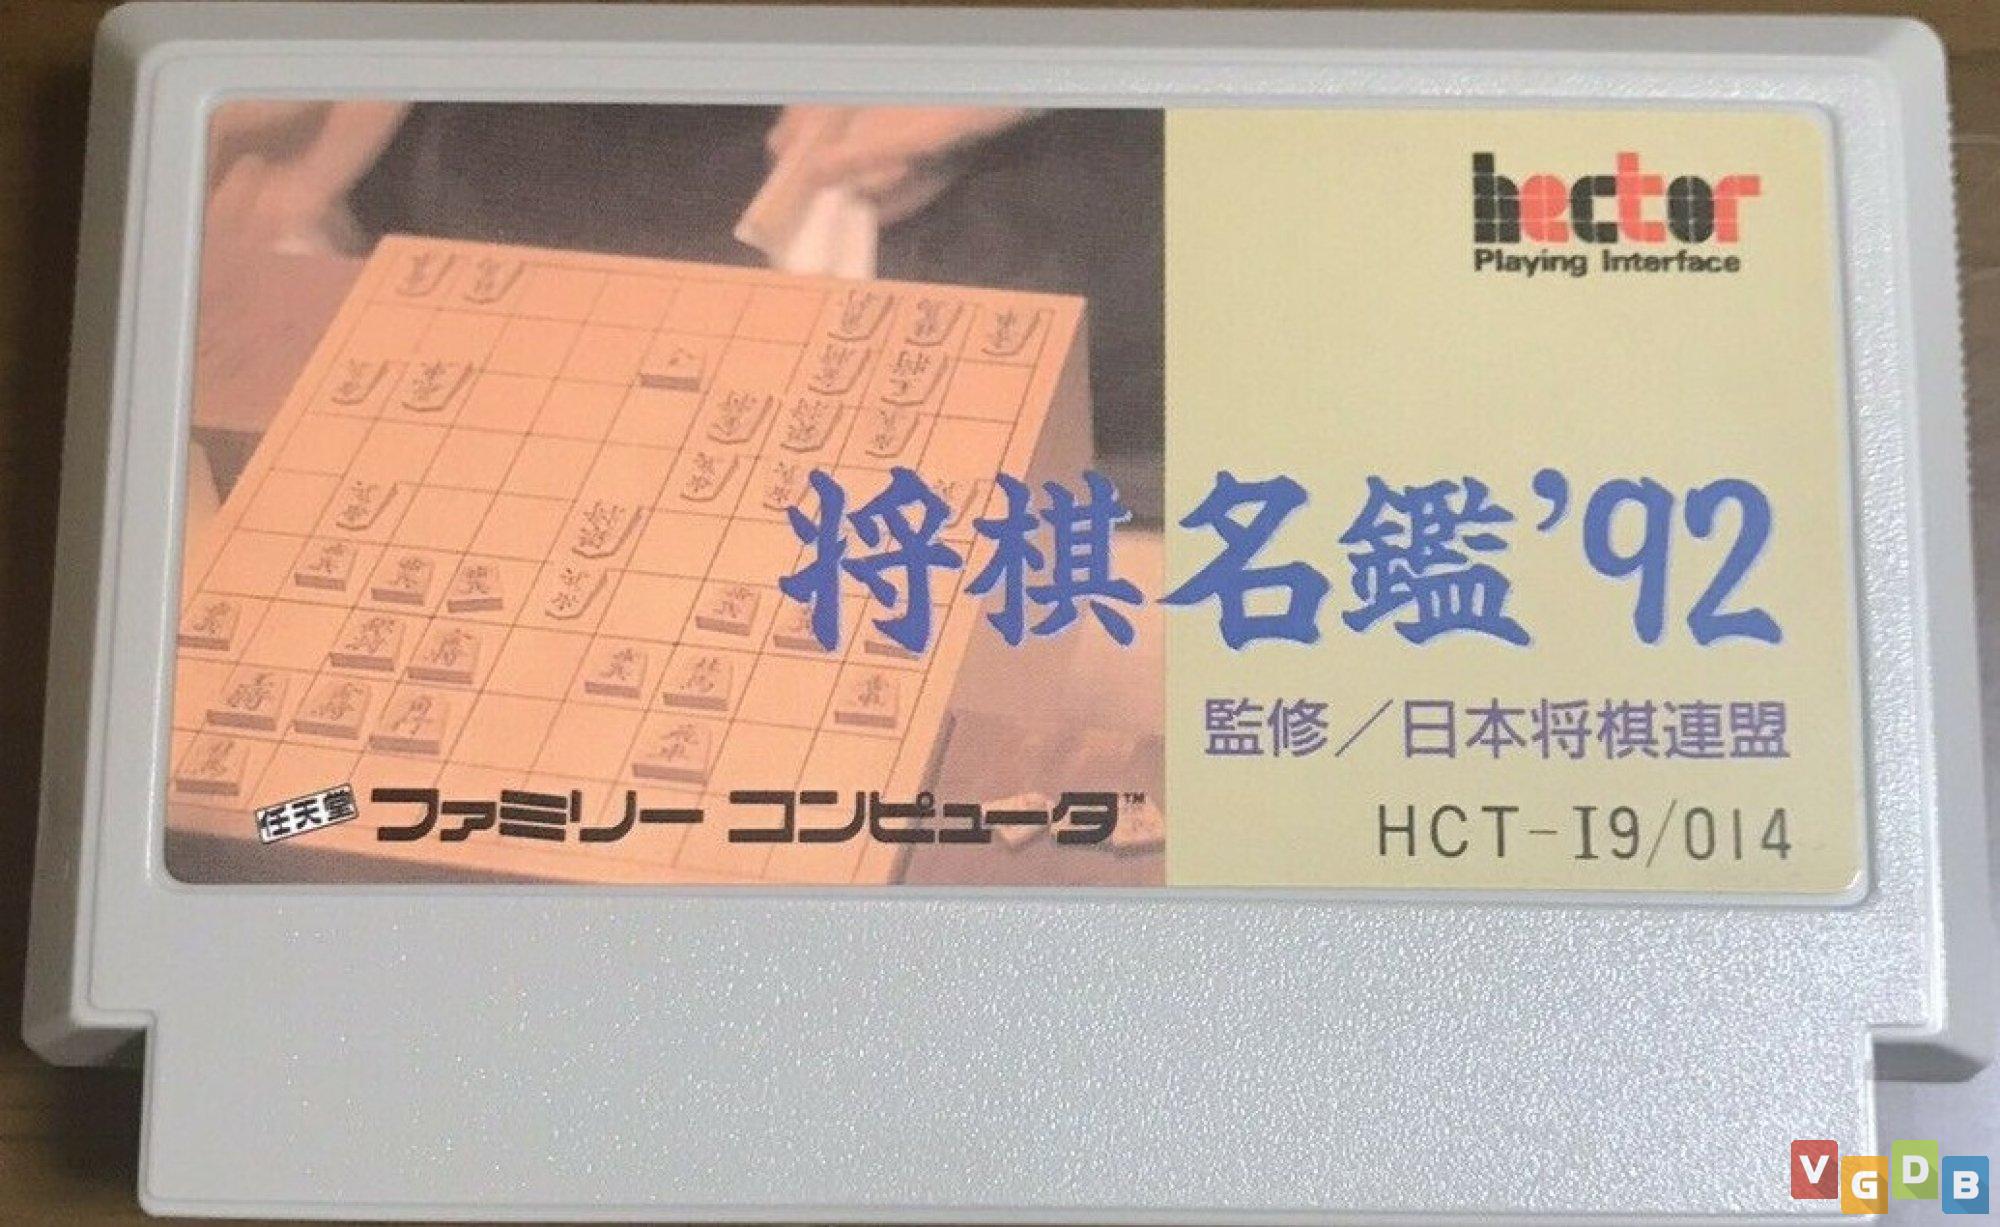 hector
Playing Interface
将棋名鑑'92
監修／日本将棋連盟
任天堂 ファミリー コンピュータ™
HCT-I9/014
VGDB